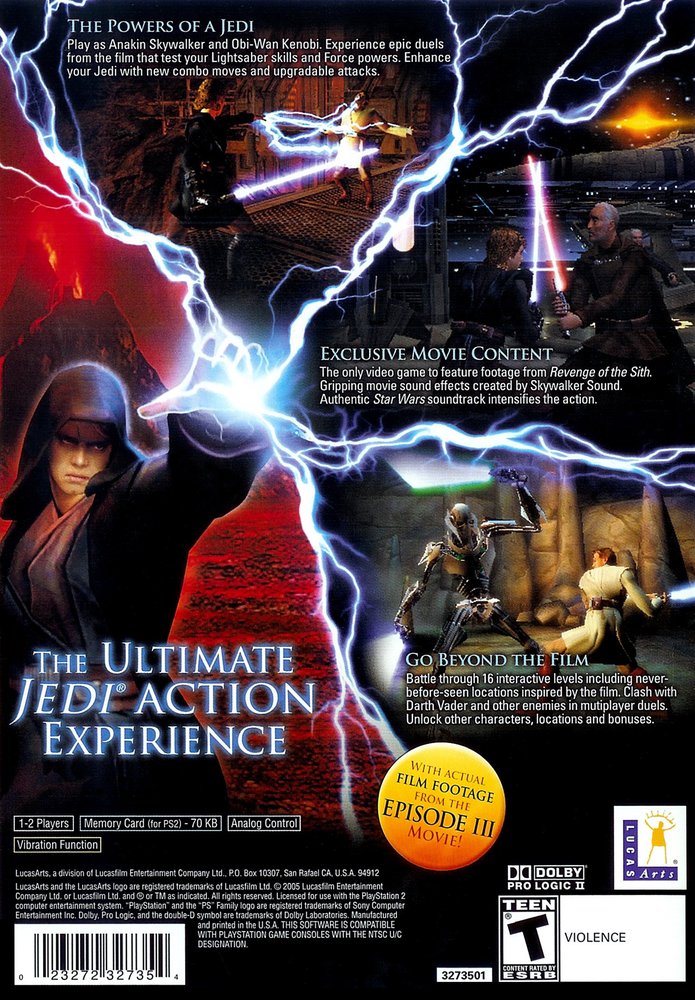 THE POWERS OF A JEDI
Play as Anakin Skywalker and Obi-Wan Kenobi. Experience epic duels
from the film that test your Lightsaber skills and Force powers. Enhance
your Jedi with new combo moves and upgradable attacks.
EXCLUSIVE MOVIE CONTENT
The only video game to feature footage from Revenge of the Sith.
Gripping movie sound effects created by Skywalker Sound.
Authentic Star Wars soundtrack intensifies the action.
GO BEYOND THE FILM
Battle through 16 interactive levels including never-
before-seen locations inspired by the film. Clash with
Darth Vader and other enemies in mutiplayer duels.
Unlock other characters, locations and bonuses.
THE ULTIMATE
JEDI® ACTION
EXPERIENCE
WITH ACTUAL
FILM FOOTAGE
FROM THE
EPISODE III
MOVIE!
1-2 Players
Memory Card (for PS2) - 70 KB
Analog Control
Vibration Function
LucasArts, a division of Lucasfilm Entertainment Company Ltd., P.O. Box 10307, San Rafael CA, U.S.A. 94912
LucasArts and the LucasArts logo are registered trademarks of Lucasfilm Ltd. © 2005 Lucasfilm Entertainment
Company Ltd. or Lucasfilm Ltd. and ® or TM as indicated. All rights reserved. Licensed for use with the PlayStation 2
computer entertainment system. "PlayStation" and the "PS" Family logo are registered trademarks of Sony Computer
Entertainment Inc. Dolby, Pro Logic, and the double-D symbol are trademarks of Dolby Laboratories. Manufactured
and printed in the U.S.A. THIS SOFTWARE IS COMPATIBLE
WITH PLAYSTATION GAME CONSOLES WITH THE NTSC U/C
DESIGNATION.
0 23272 32735 4
3273501
DOLBY
PRO LOGIC II
LUCAS
Arts
TEEN
T
CONTENT RATED BY
ESRB
VIOLENCE